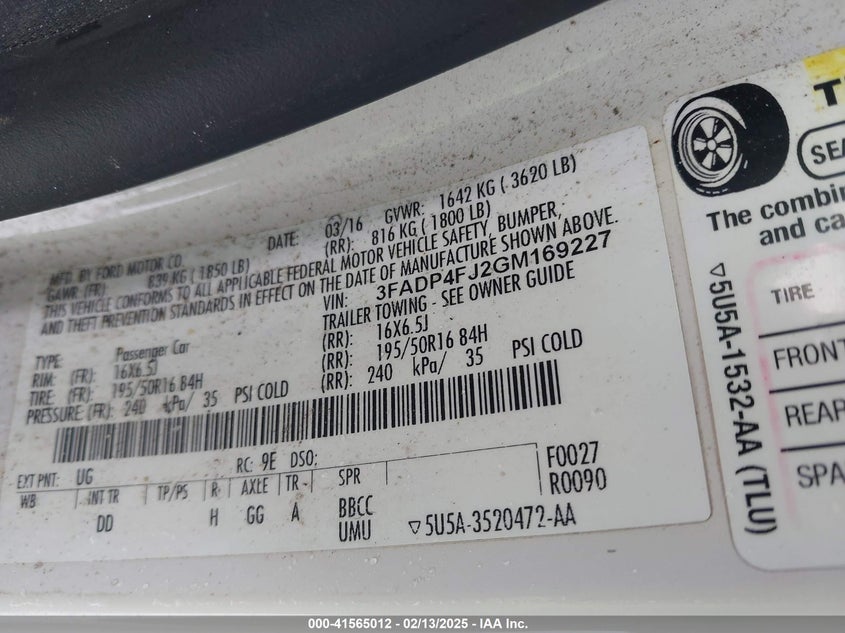 MFG. BY FORD MOTOR CO.
DATE: 03/16 GVWR: 1642 KG ( 3620 LB)
GAWR: (FR): 839 KG ( 1850 LB) (RR): 816 KG ( 1800 LB)
THIS VEHICLE CONFORMS TO ALL APPLICABLE FEDERAL MOTOR VEHICLE SAFETY, BUMPER,
AND THEFT PREVENTION STANDARDS IN EFFECT ON THE DATE OF MANUFACTURE SHOWN ABOVE.
VIN: 3FADP4FJ2GM169227
TYPE: Passenger Car TRAILER TOWING - SEE OWNER GUIDE
RIM: (FR): 16X6.5J (RR): 16X6.5J
TIRE: (FR): 195/50R16 84H (RR): 195/50R16 84H
PRESSURE (FR): 240 kPa/ 35 PSI COLD (RR): 240 kPa/ 35 PSI COLD
EXT PNT: UG RC: 9E DSO: F0027
WB INT TR TP/PS R AXLE TR SPR R0090
DD H GG A BBCC
UMU ▽5U5A-3520472-AA
▽5U5A-1532-AA (TLU)
The combin
and ca
TIRE
FRONT
REAR
SPA
000-41565012 - 02/13/2025 - IAA Inc.